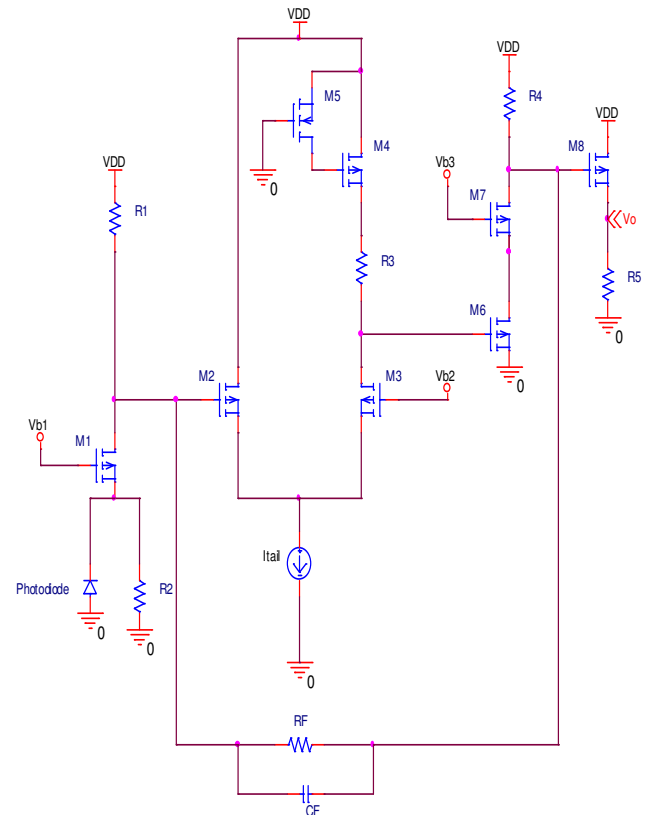 VDD
VDD
VDD
VDD
M5
R4
M8
M4
0
Vb3
M7
R1
Vo
R3
R5
M6
0
0
M2
M3
Vb2
Vb1
M1
Itail
Photodiode
R2
0
0
0
RF
CF